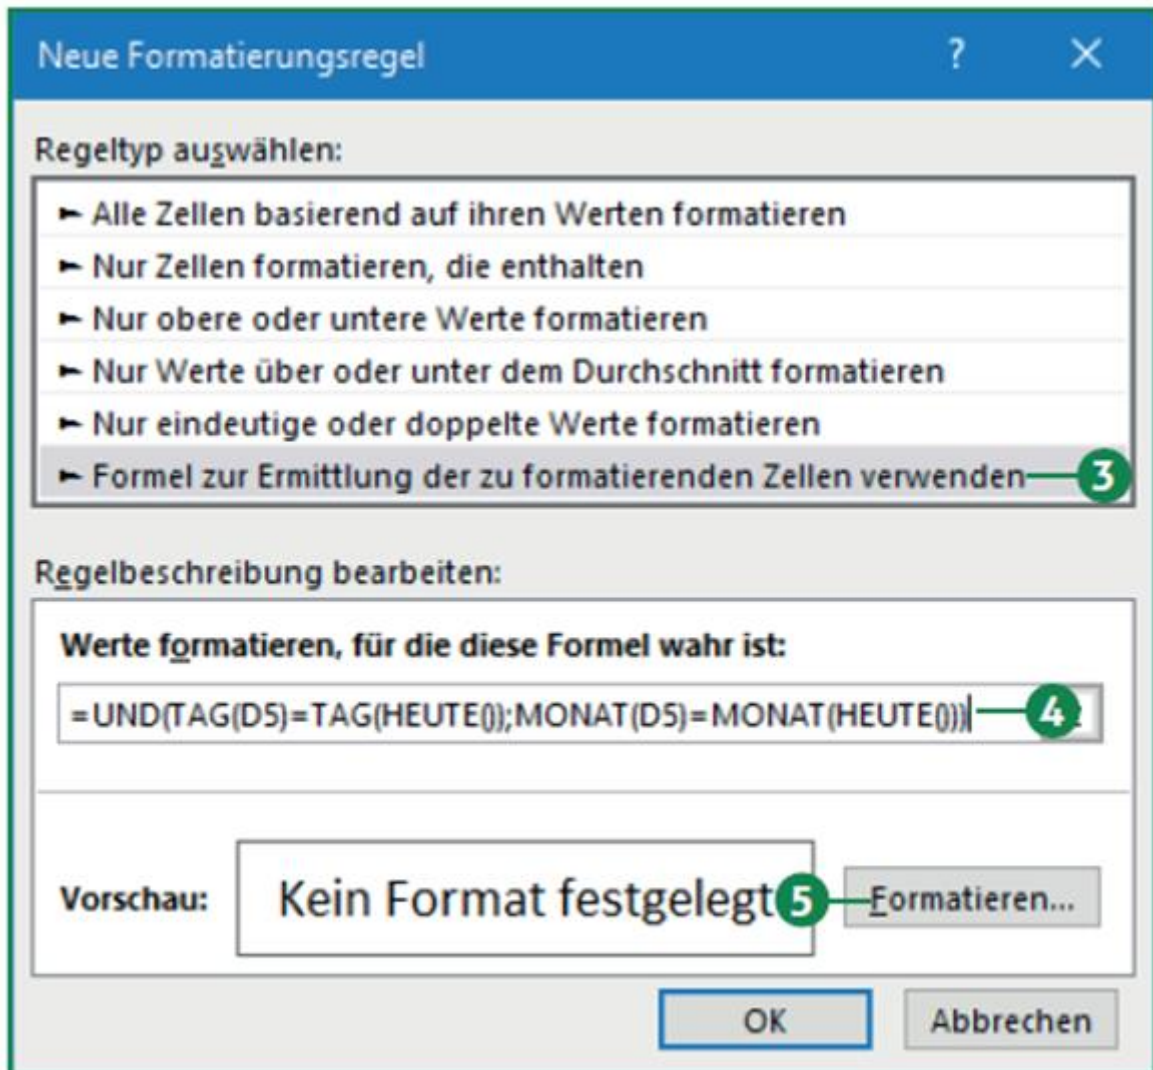 Neue Formatierungsregel ? ×
Regeltyp auswählen:
► Alle Zellen basierend auf ihren Werten formatieren
► Nur Zellen formatieren, die enthalten
► Nur obere oder untere Werte formatieren
► Nur Werte über oder unter dem Durchschnitt formatieren
► Nur eindeutige oder doppelte Werte formatieren
► Formel zur Ermittlung der zu formatierenden Zellen verwenden 3
Regelbeschreibung bearbeiten:
Werte formatieren, für die diese Formel wahr ist:
=UND(TAG(D5)=TAG(HEUTE());MONAT(D5)=MONAT(HEUTE())) 4
Vorschau: Kein Format festgelegt 5 Formatieren...
OK Abbrechen